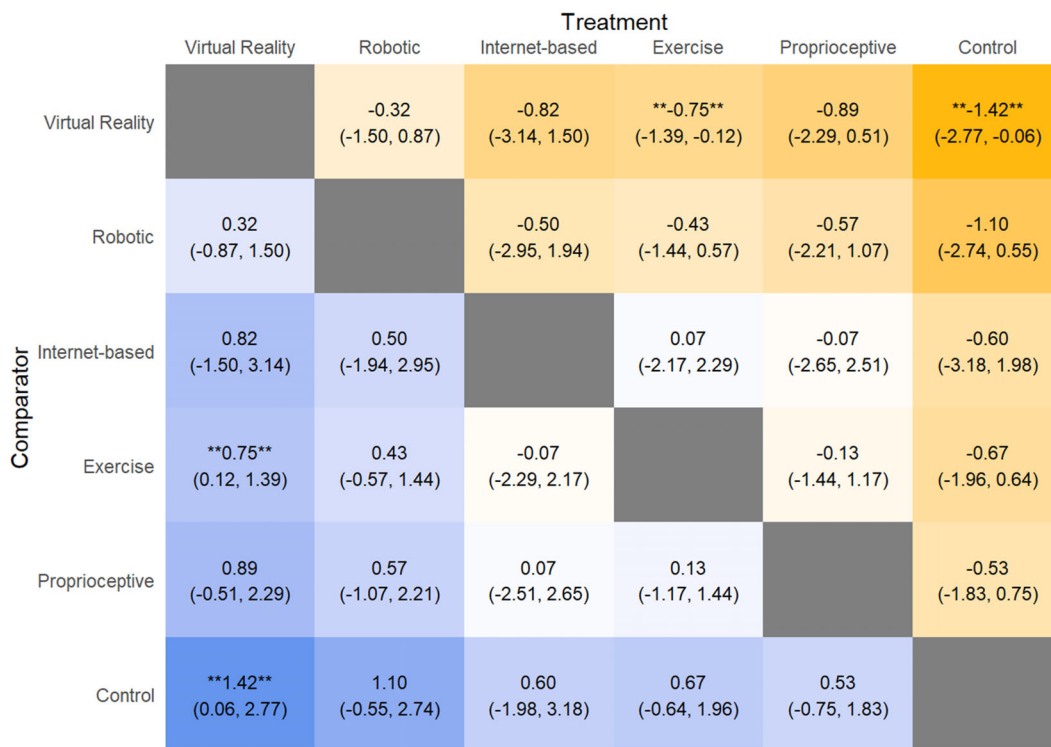 Treatment
Virtual Reality Robotic Internet-based Exercise Proprioceptive Control
Comparator
Virtual Reality
-0.32 -0.82 **-0.75** -0.89 **-1.42**
(-1.50, 0.87) (-3.14, 1.50) (-1.39, -0.12) (-2.29, 0.51) (-2.77, -0.06)
Robotic
0.32 -0.50 -0.43 -0.57 -1.10
(-0.87, 1.50) (-2.95, 1.94) (-1.44, 0.57) (-2.21, 1.07) (-2.74, 0.55)
Internet-based
0.82 0.50 0.07 -0.07 -0.60
(-1.50, 3.14) (-1.94, 2.95) (-2.17, 2.29) (-2.65, 2.51) (-3.18, 1.98)
Exercise
**0.75** 0.43 -0.07 -0.13 -0.67
(0.12, 1.39) (-0.57, 1.44) (-2.29, 2.17) (-1.44, 1.17) (-1.96, 0.64)
Proprioceptive
0.89 0.57 0.07 0.13 -0.53
(-0.51, 2.29) (-1.07, 2.21) (-2.51, 2.65) (-1.17, 1.44) (-1.83, 0.75)
Control
**1.42** 1.10 0.60 0.67 0.53
(0.06, 2.77) (-0.55, 2.74) (-1.98, 3.18) (-0.64, 1.96) (-0.75, 1.83)